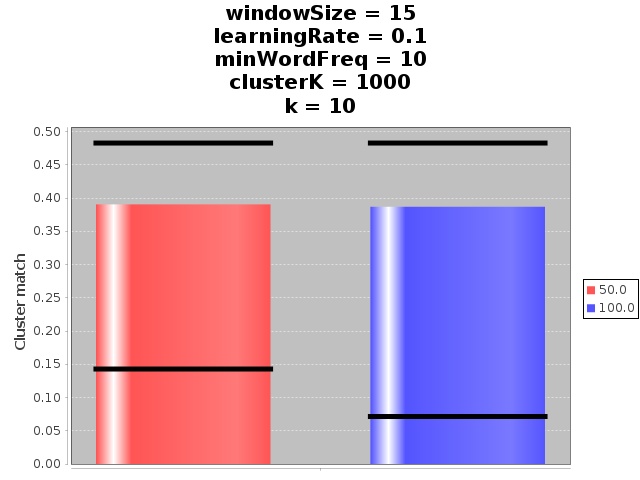 windowSize = 15
learningRate = 0.1
minWordFreq = 10
clusterK = 1000
k = 10
0.50
0.45
0.40
0.35
0.30
0.25
0.20
0.15
0.10
0.05
0.00
Cluster match
50.0
100.0